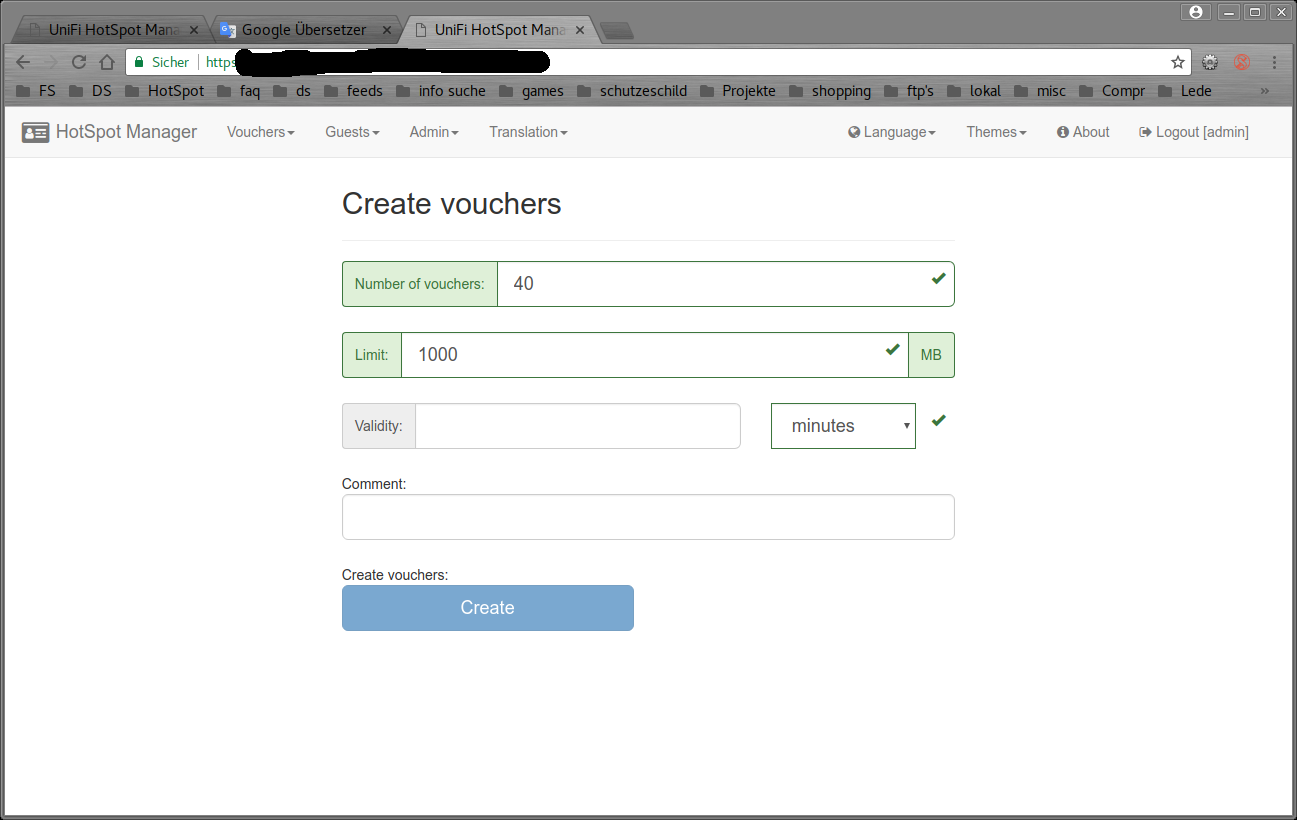 UniFi HotSpot Mana Google Übersetzer UniFi HotSpot Mana
Sicher https
FS DS HotSpot faq ds feeds info suche games schutzeschild Projekte shopping ftp's lokal misc Compr Lede »
HotSpot Manager Vouchers Guests Admin Translation Language Themes About Logout [admin]
Create vouchers
Number of vouchers: 40
Limit: 1000 MB
Validity: minutes
Comment:
Create vouchers:
Create